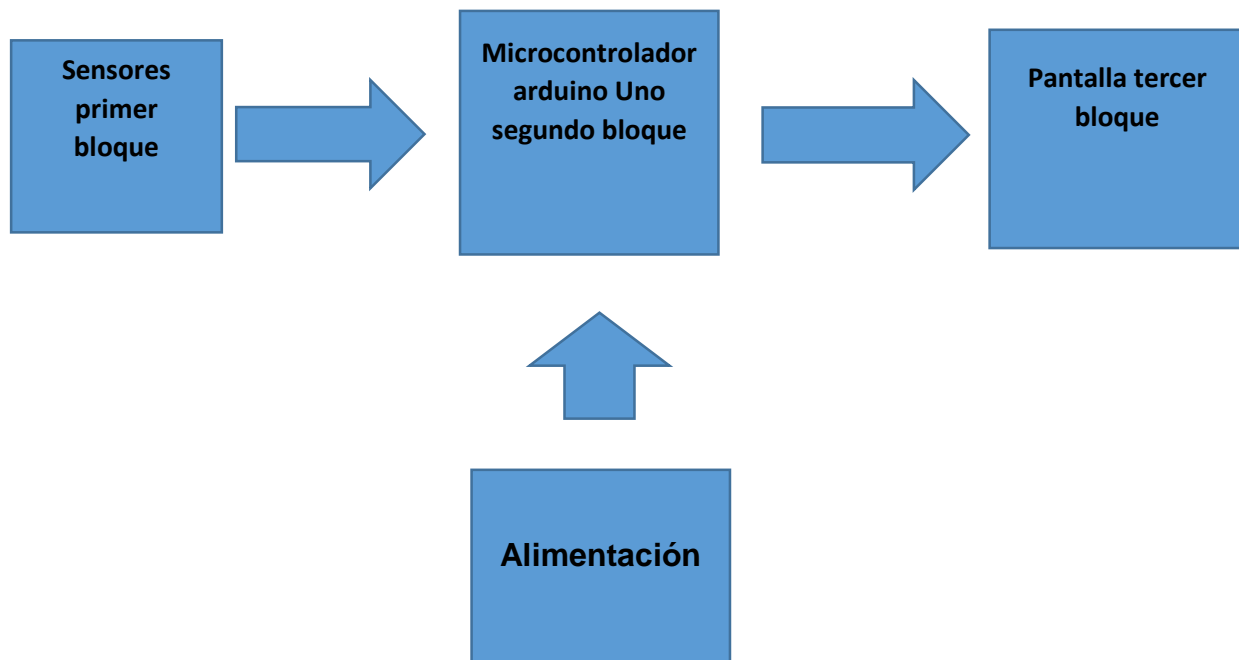 Sensores
primer
bloque
Microcontrolador
arduino Uno
segundo bloque
Pantalla tercer
bloque
Alimentación